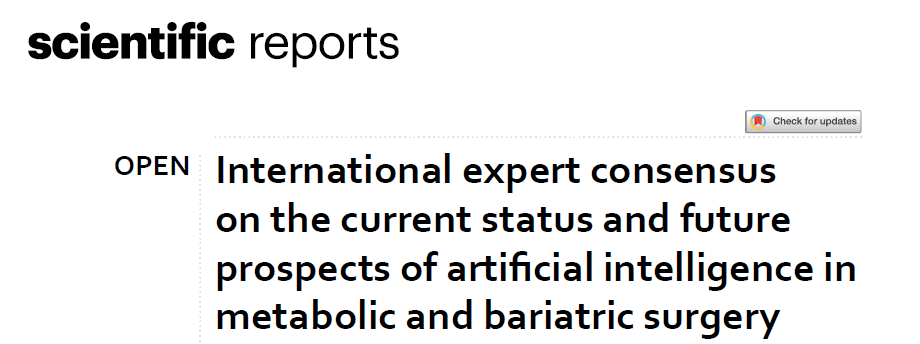 scientific reports
Check for updates
OPEN
International expert consensus
on the current status and future
prospects of artificial intelligence in
metabolic and bariatric surgery